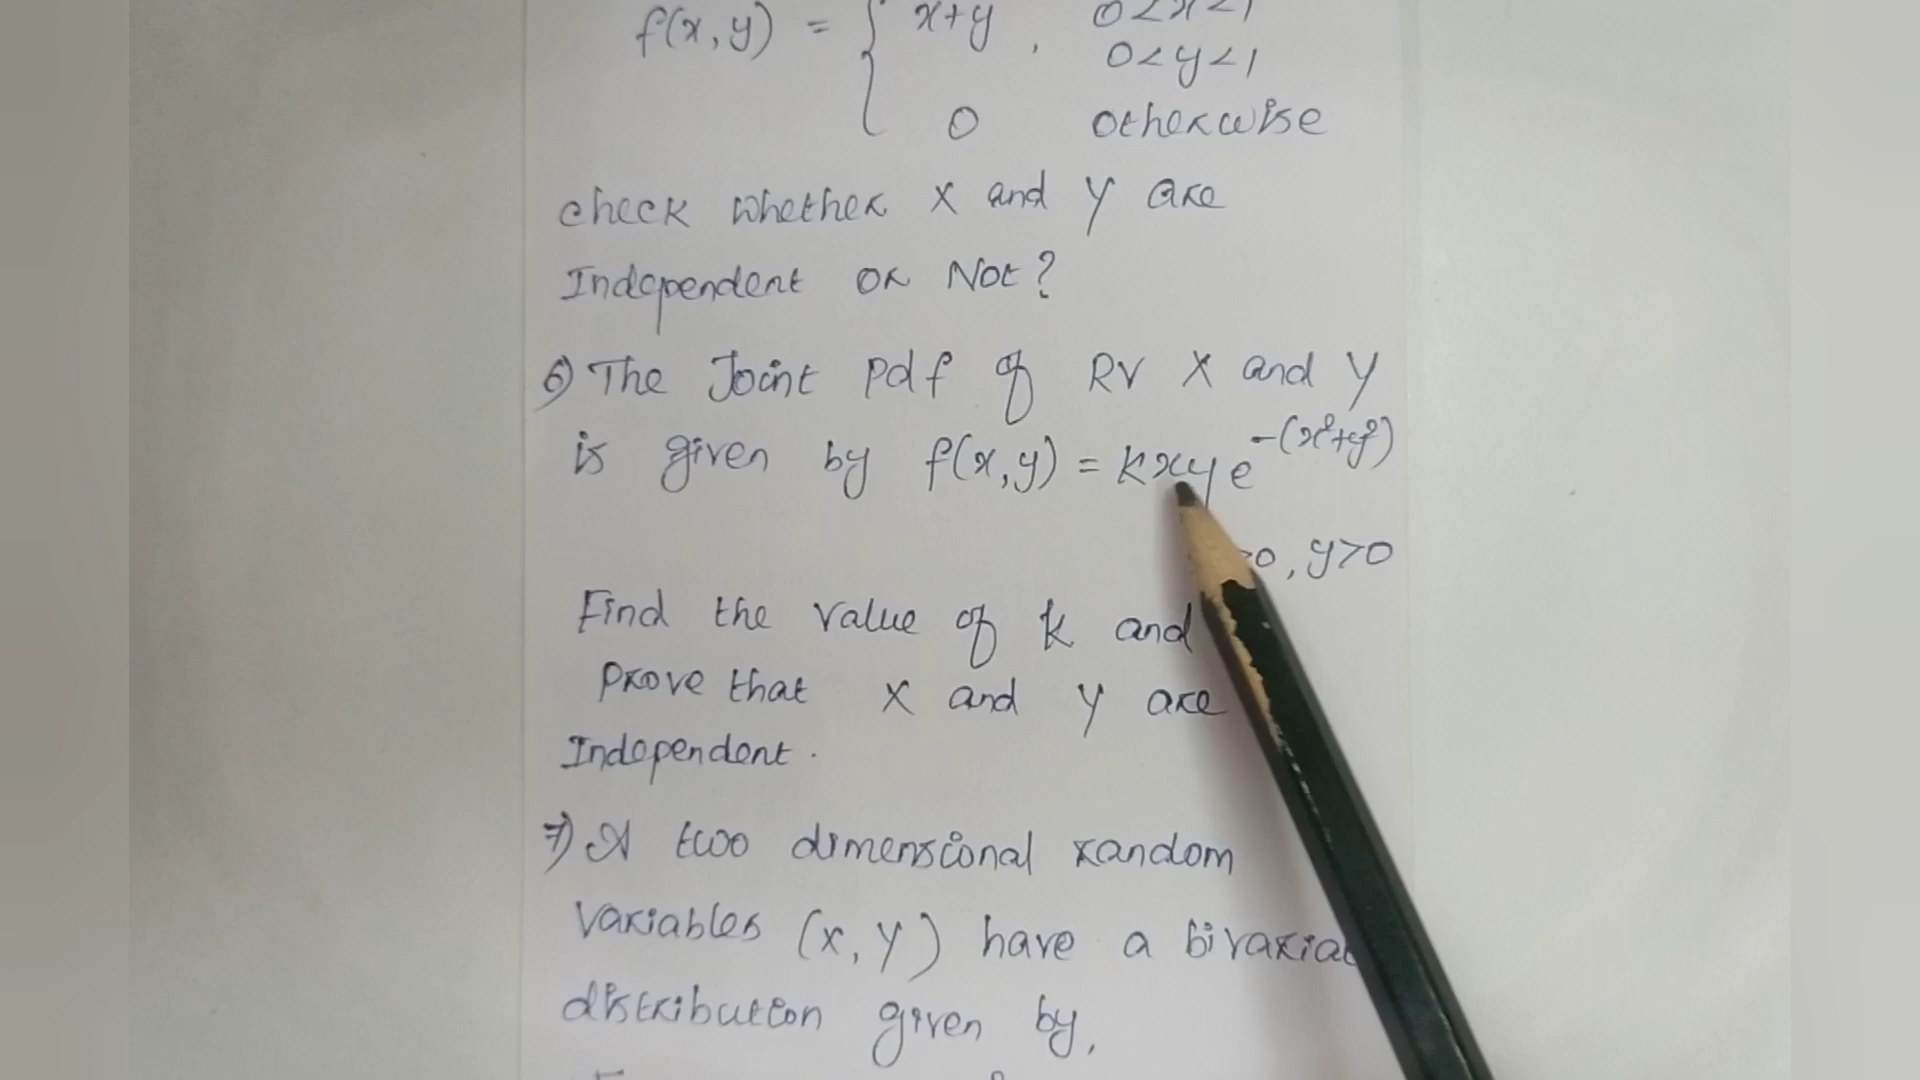 f(x,y) = { x+y , 0<x<1
0<y<1
0 otherwise
check whether X and Y are
Independent or Not?
6) The Joint Pdf of RV X and Y
is given by f(x,y) = kxy e^-(x²+y²)
>0, y>0
Find the value of k and
Prove that X and Y are
Independent.
7) A two dimensional random
variables (X, Y) have a bivariat
distribution given by,